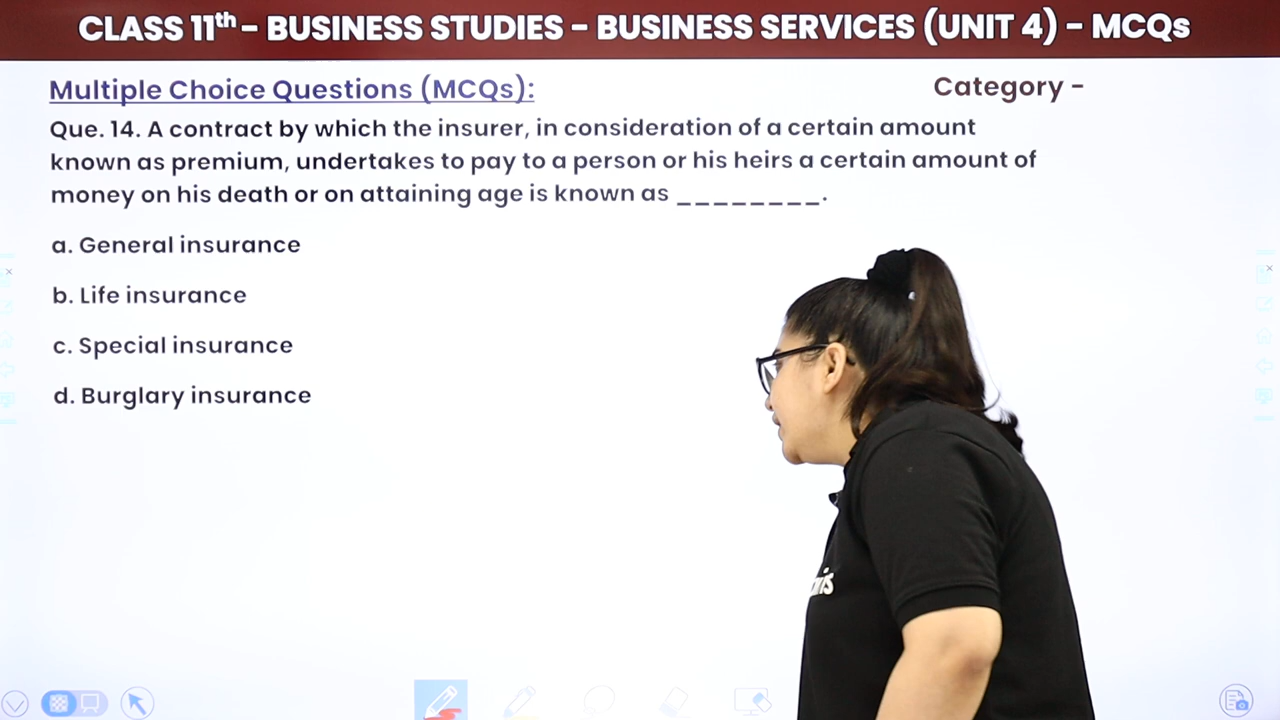 CLASS 11th - BUSINESS STUDIES - BUSINESS SERVICES (UNIT 4) - MCQs
Multiple Choice Questions (MCQs):
Category -
Que. 14. A contract by which the insurer, in consideration of a certain amount
known as premium, undertakes to pay to a person or his heirs a certain amount of
money on his death or on attaining age is known as ________.
a. General insurance
b. Life insurance
c. Special insurance
d. Burglary insurance